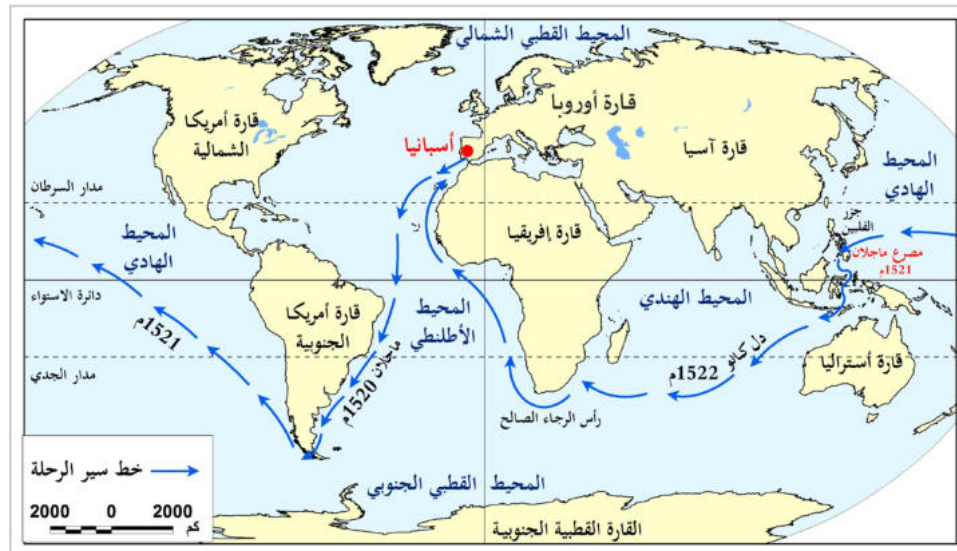 المحيط القطبي الشمالي
قارة أوروبا
قارة أمريكا
الشمالية
أسبانيا
قارة آسيا
المحيط
الهادي
مدار السرطان
جزر
الفلبين
قارة إفريقيا
مصرع ماجلان
1521م
المحيط
الهادي
دائرة الاستواء
المحيط الهندي
المحيط
الأطلنطي
قارة أمريكا
الجنوبية
1521م
ماجلان 1520م
دل كانو 1522م
قارة أستراليا
مدار الجدي
رأس الرجاء الصالح
خط سير الرحلة
المحيط القطبي الجنوبي
2000 0 2000
كم
القارة القطبية الجنوبية